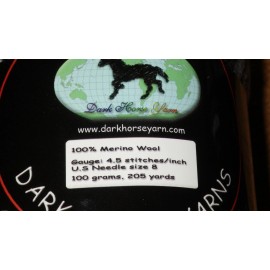 Dark Horse Yarn
www.darkhorseyarn.com
100% Merino Wool
Gauge: 4.5 stitches/inch
U.S Needle size 8
100 grams, 205 yards
DARK
YARNS